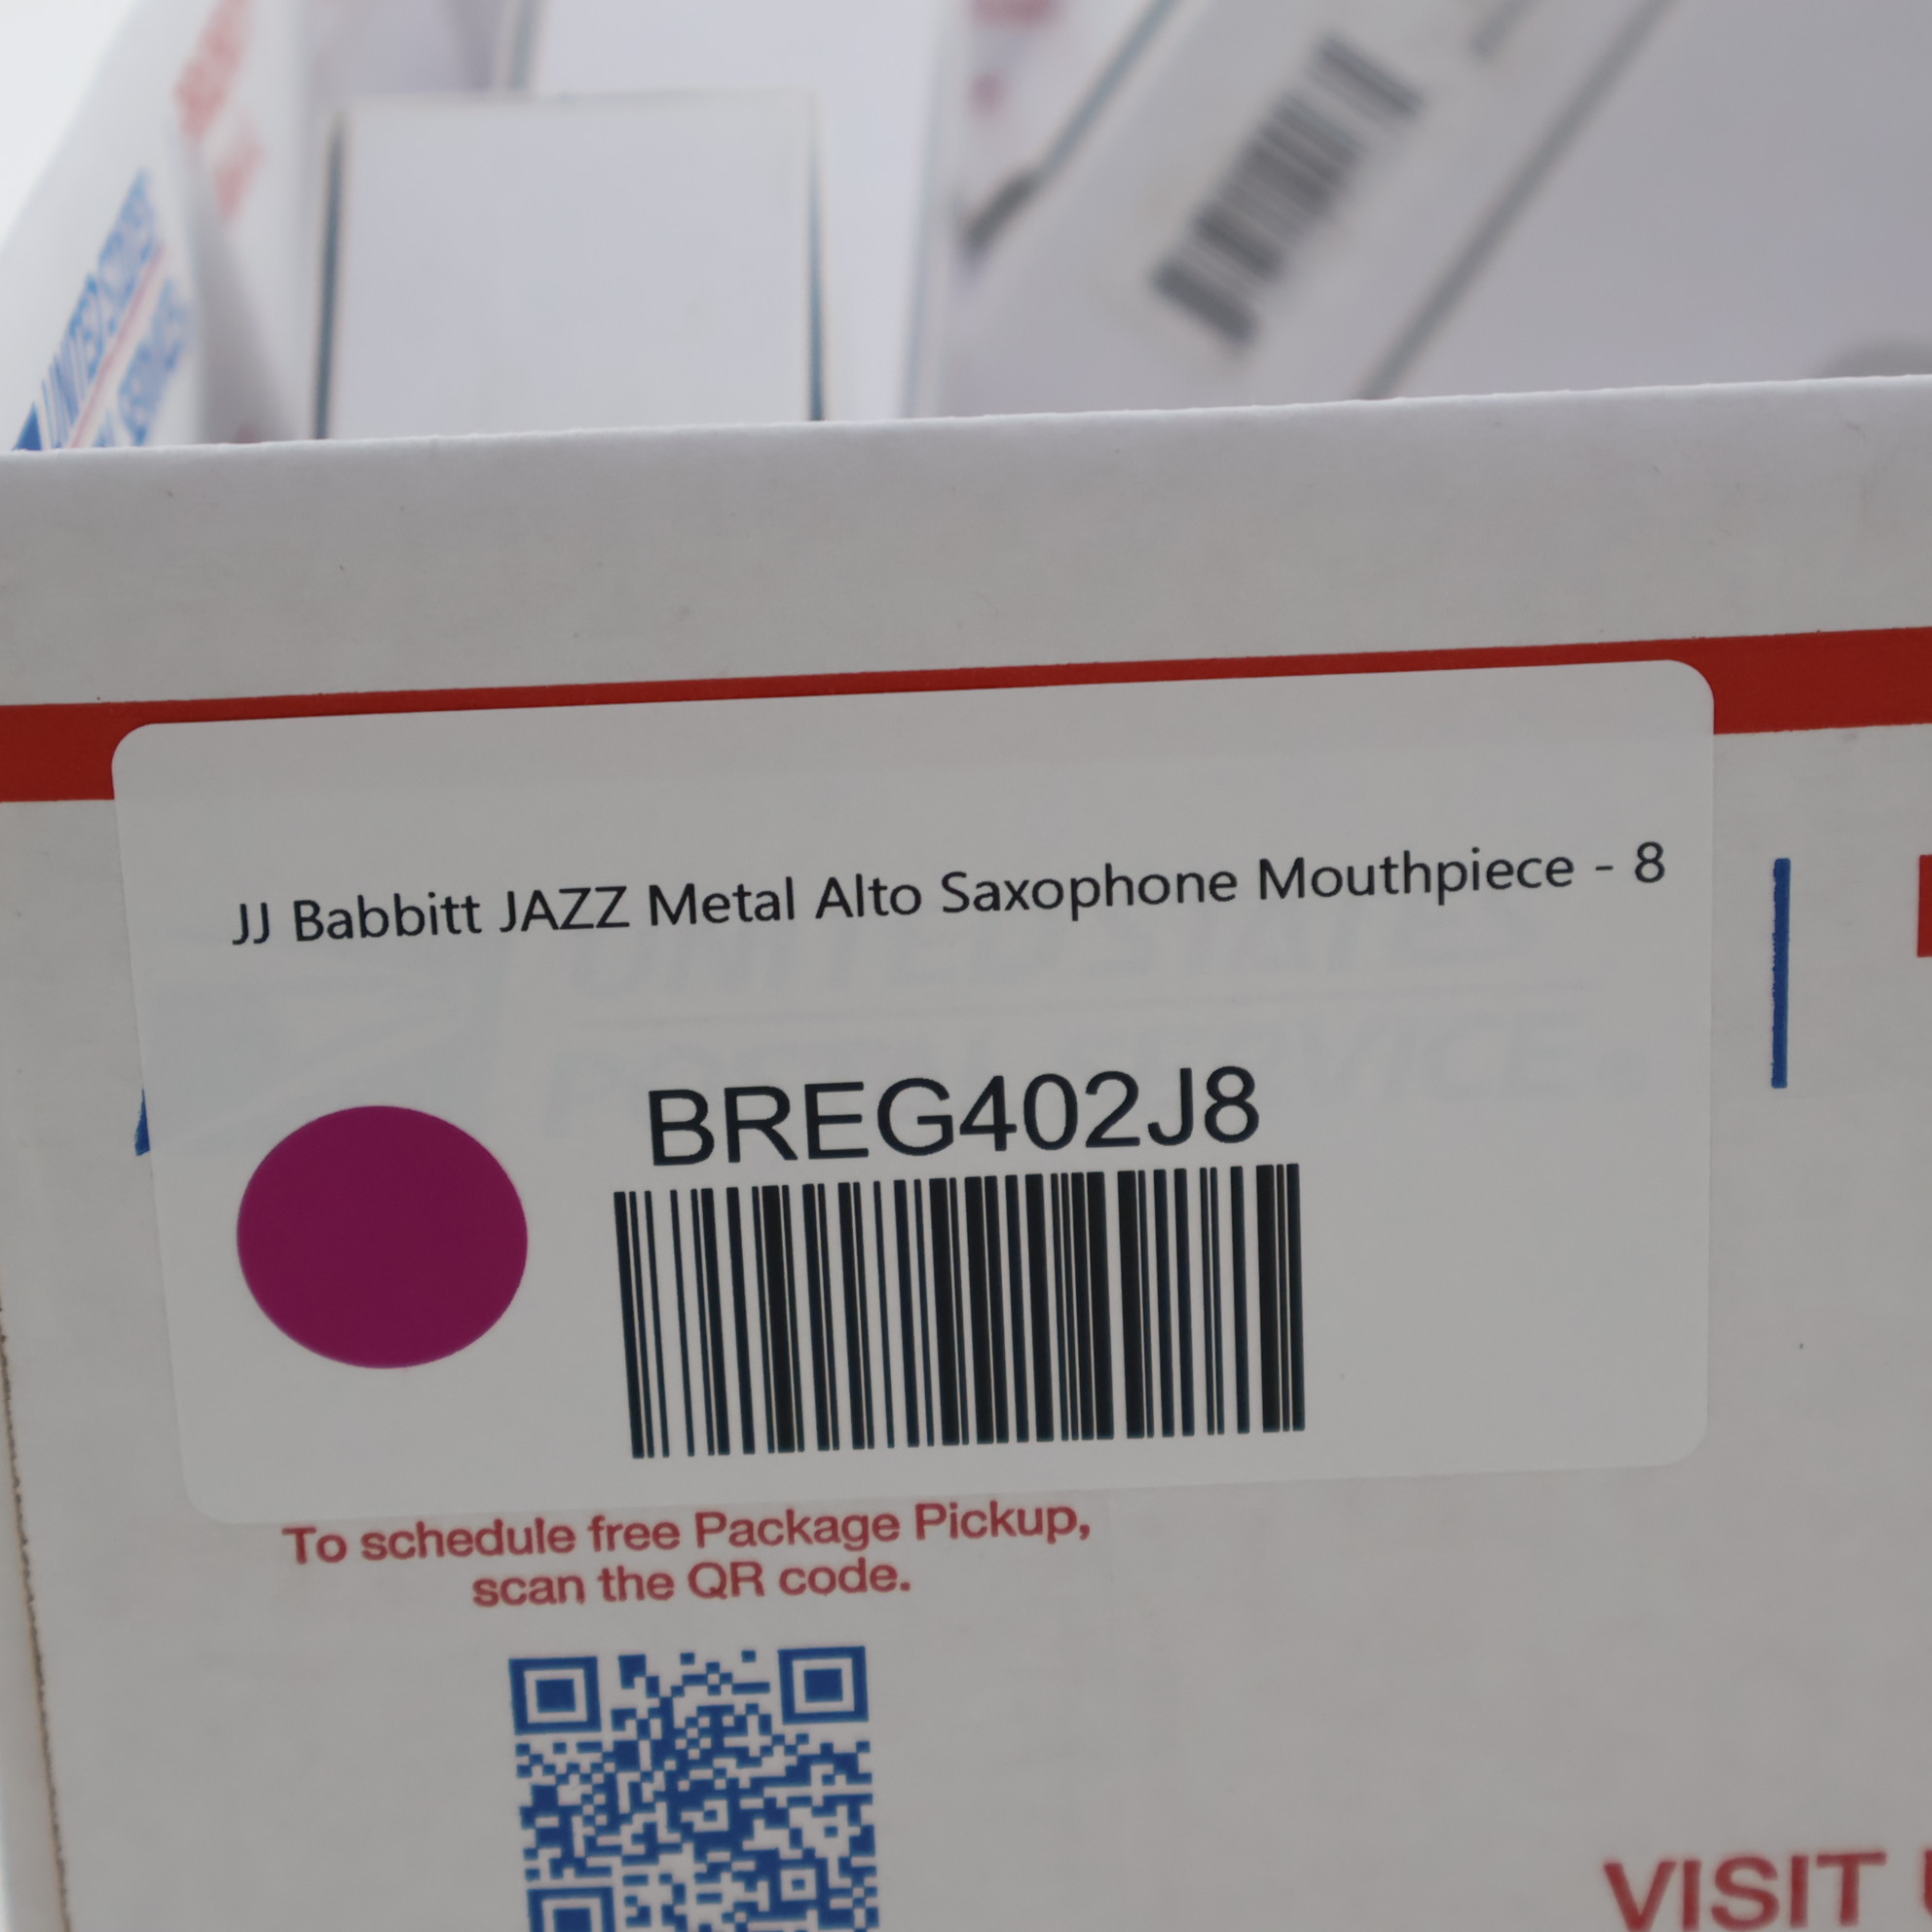 JJ Babbitt JAZZ Metal Alto Saxophone Mouthpiece - 8
BREG402J8
To schedule free Package Pickup,
scan the QR code.
VISIT